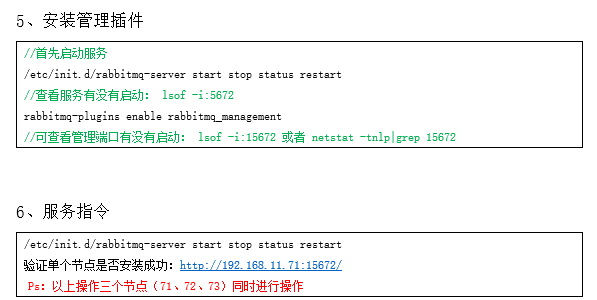 5、安装管理插件
//首先启动服务
/etc/init.d/rabbitmq-server start stop status restart
//查看服务有没有启动： lsof -i:5672
rabbitmq-plugins enable rabbitmq_management
//可查看管理端口有没有启动： lsof -i:15672 或者 netstat -tnlp|grep 15672
6、服务指令
/etc/init.d/rabbitmq-server start stop status restart
验证单个节点是否安装成功：http://192.168.11.71:15672/
Ps：以上操作三个节点（71、72、73）同时进行操作